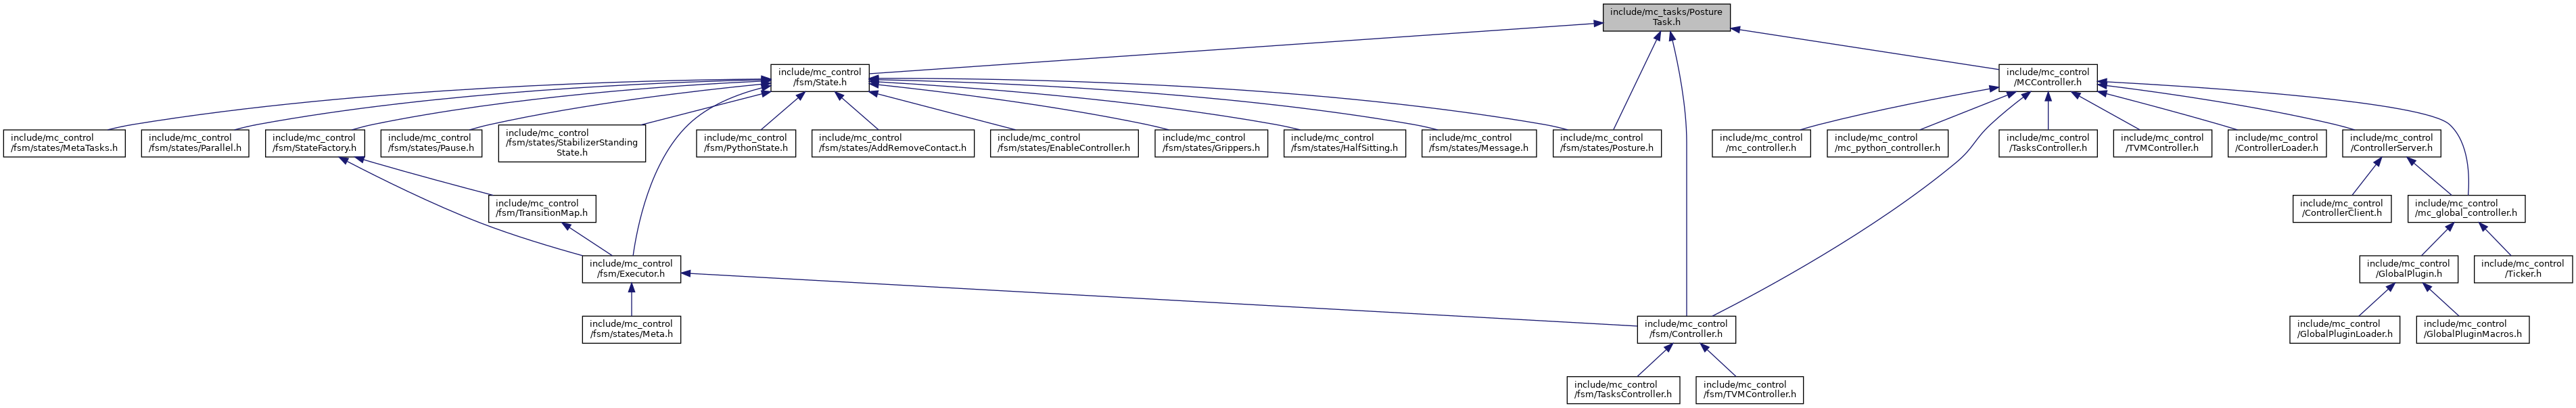 include/mc_tasks/Posture
Task.h
include/mc_control
/fsm/State.h
include/mc_control
/MCController.h
include/mc_control
/fsm/states/MetaTasks.h
include/mc_control
/fsm/states/Parallel.h
include/mc_control
/fsm/StateFactory.h
include/mc_control
/fsm/states/Pause.h
include/mc_control
/fsm/states/StabilizerStanding
State.h
include/mc_control
/fsm/PythonState.h
include/mc_control
/fsm/states/AddRemoveContact.h
include/mc_control
/fsm/states/EnableController.h
include/mc_control
/fsm/states/Grippers.h
include/mc_control
/fsm/states/HalfSitting.h
include/mc_control
/fsm/states/Message.h
include/mc_control
/fsm/states/Posture.h
include/mc_control
/mc_controller.h
include/mc_control
/mc_python_controller.h
include/mc_control
/TasksController.h
include/mc_control
/TVMController.h
include/mc_control
/ControllerLoader.h
include/mc_control
/ControllerServer.h
include/mc_control
/fsm/TransitionMap.h
include/mc_control
/ControllerClient.h
include/mc_control
/mc_global_controller.h
include/mc_control
/fsm/Executor.h
include/mc_control
/GlobalPlugin.h
include/mc_control
/Ticker.h
include/mc_control
/fsm/states/Meta.h
include/mc_control
/fsm/Controller.h
include/mc_control
/GlobalPluginLoader.h
include/mc_control
/GlobalPluginMacros.h
include/mc_control
/fsm/TasksController.h
include/mc_control
/fsm/TVMController.h